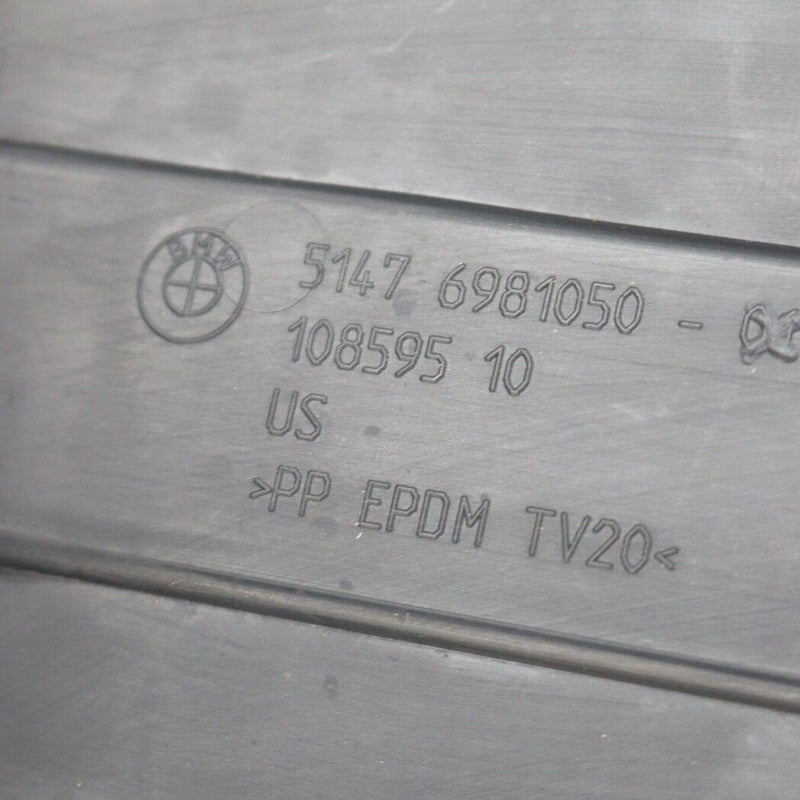 BMW
5147 6981050 -
108595 10
US
>PP EPDM TV20<